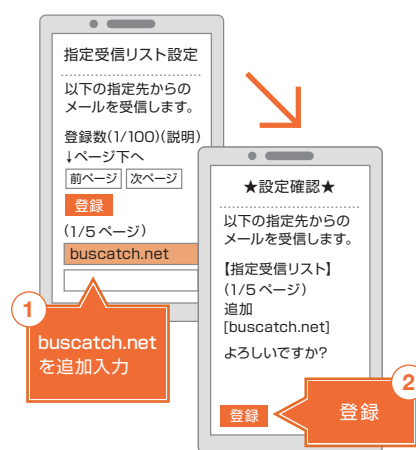 指定受信リスト設定
以下の指定先からの
メールを受信します。
登録数(1/100)(説明)
↓ページ下へ
前ページ 次ページ
登録
(1/5 ページ)
buscatch.net
1
buscatch.net
を追加入力
★設定確認★
以下の指定先からの
メールを受信します。
【指定受信リスト】
(1/5 ページ)
追加
[buscatch.net]
よろしいですか?
登録
2
登録